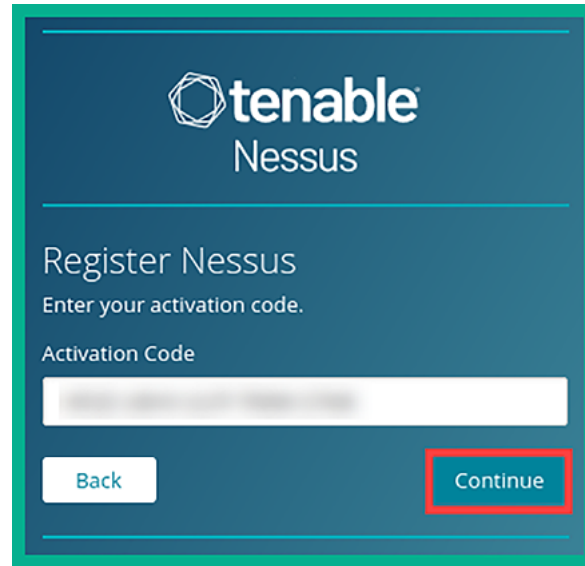 tenable
Nessus
Register Nessus
Enter your activation code.
Activation Code
Back
Continue